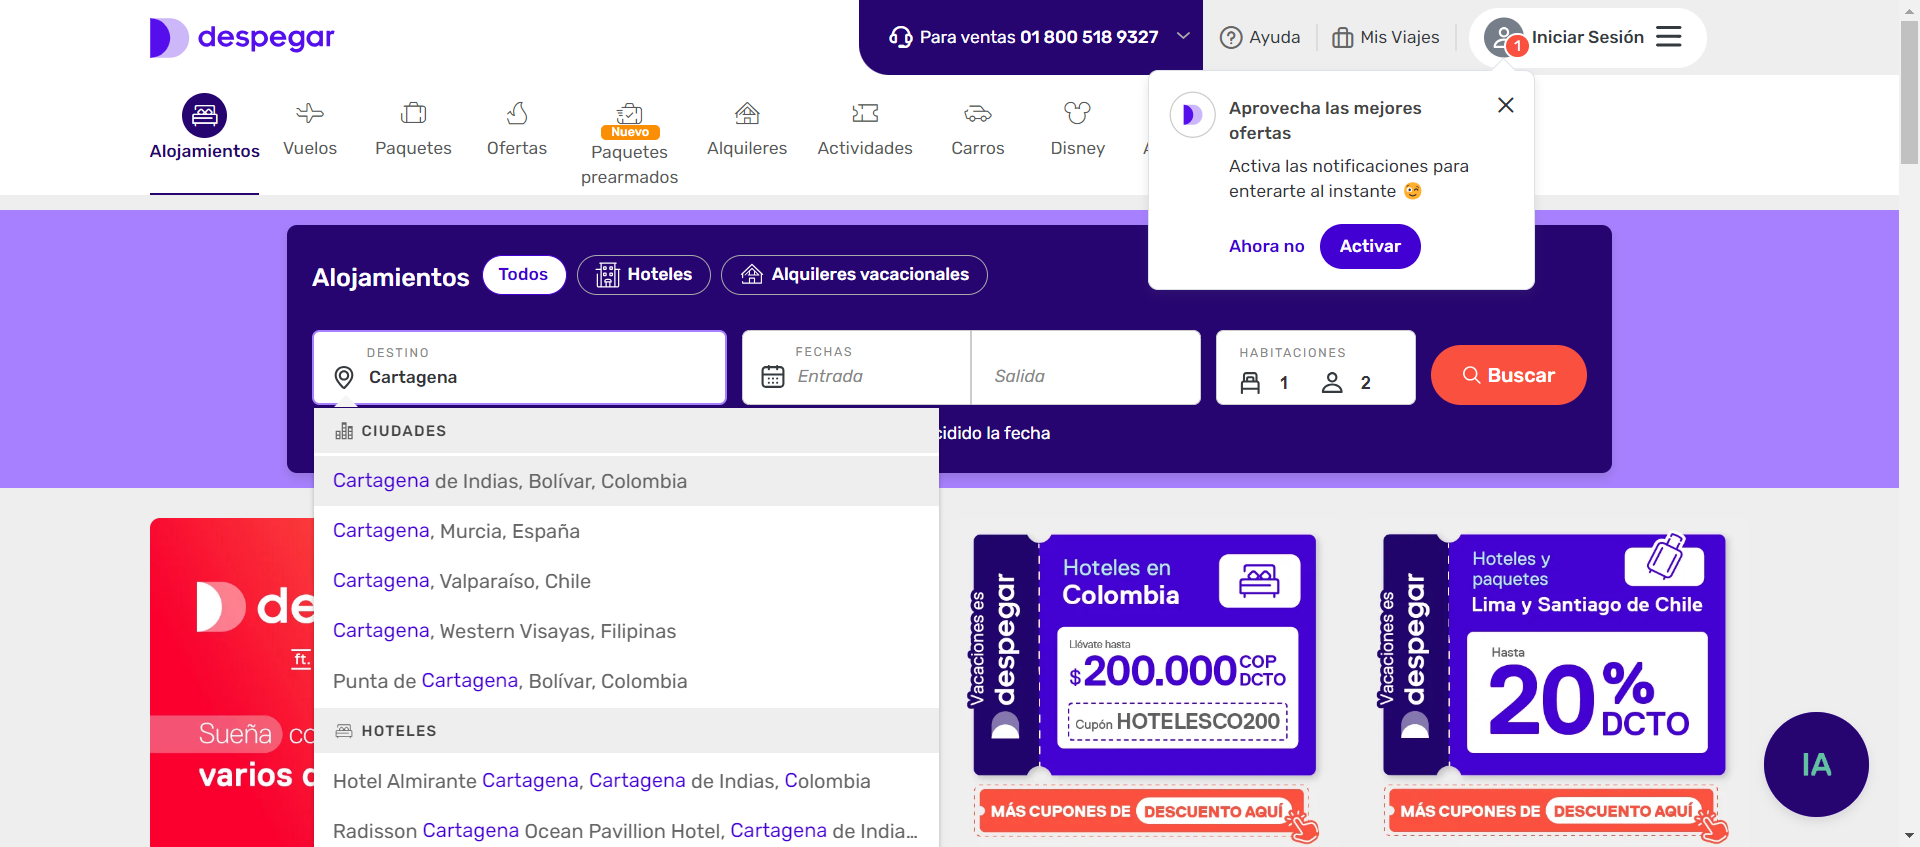 despegar
Para ventas 01 800 518 9327
Ayuda
Mis Viajes
1
Iniciar Sesión
Alojamientos
Vuelos
Paquetes
Ofertas
Nuevo
Paquetes
prearmados
Alquileres
Actividades
Carros
Disney
Aprovecha las mejores
ofertas
Activa las notificaciones para
enterarte al instante 😉
Ahora no
Activar
Alojamientos
Todos
Hoteles
Alquileres vacacionales
DESTINO
Cartagena
FECHAS
Entrada
Salida
HABITACIONES
1
2
Buscar
cidido la fecha
CIUDADES
Cartagena de Indias, Bolívar, Colombia
Cartagena, Murcia, España
Cartagena, Valparaíso, Chile
Cartagena, Western Visayas, Filipinas
Punta de Cartagena, Bolívar, Colombia
HOTELES
Hotel Almirante Cartagena, Cartagena de Indias, Colombia
Radisson Cartagena Ocean Pavillion Hotel, Cartagena de India...
de
ft.
Sueña co
varios d
Vacaciones es
despegar
Hoteles en
Colombia
Llévate hasta
$200.000 COP
DCTO
Cupón HOTELESCO200
MÁS CUPONES DE DESCUENTO AQUÍ
Vacaciones es
despegar
Hoteles y
paquetes
Lima y Santiago de Chile
Hasta
20%
DCTO
MÁS CUPONES DE DESCUENTO AQUÍ
IA